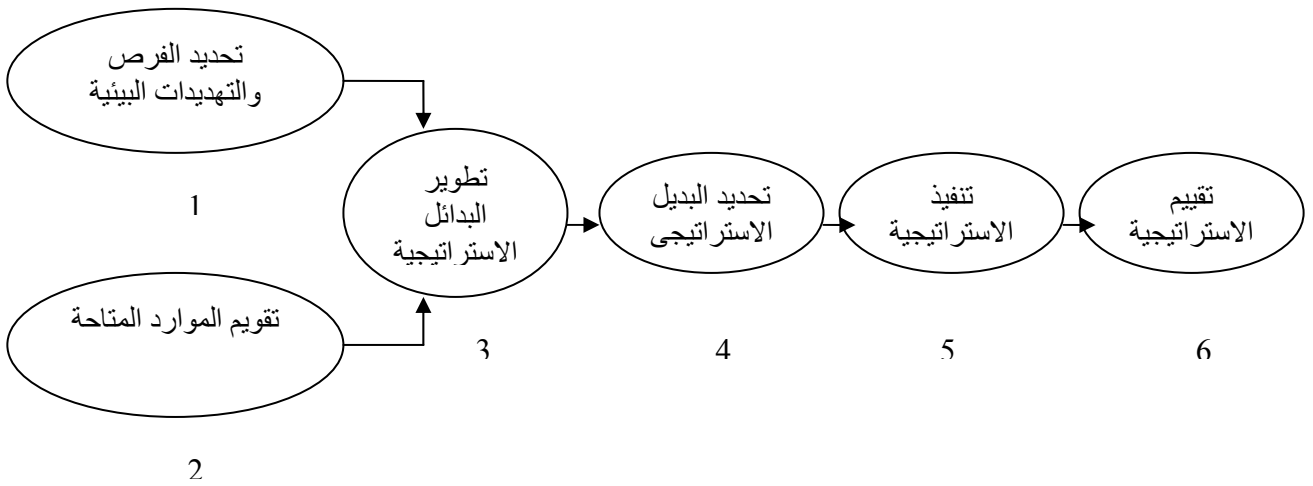 تحديد الفرص
والتهديدات البيئية
1
تقويم الموارد المتاحة
2
تطوير
البدائل
الاستراتيجية
3
تحديد البديل
الاستراتيجى
4
تنفيذ
الاستراتيجية
5
تقييم
الاستراتيجية
6